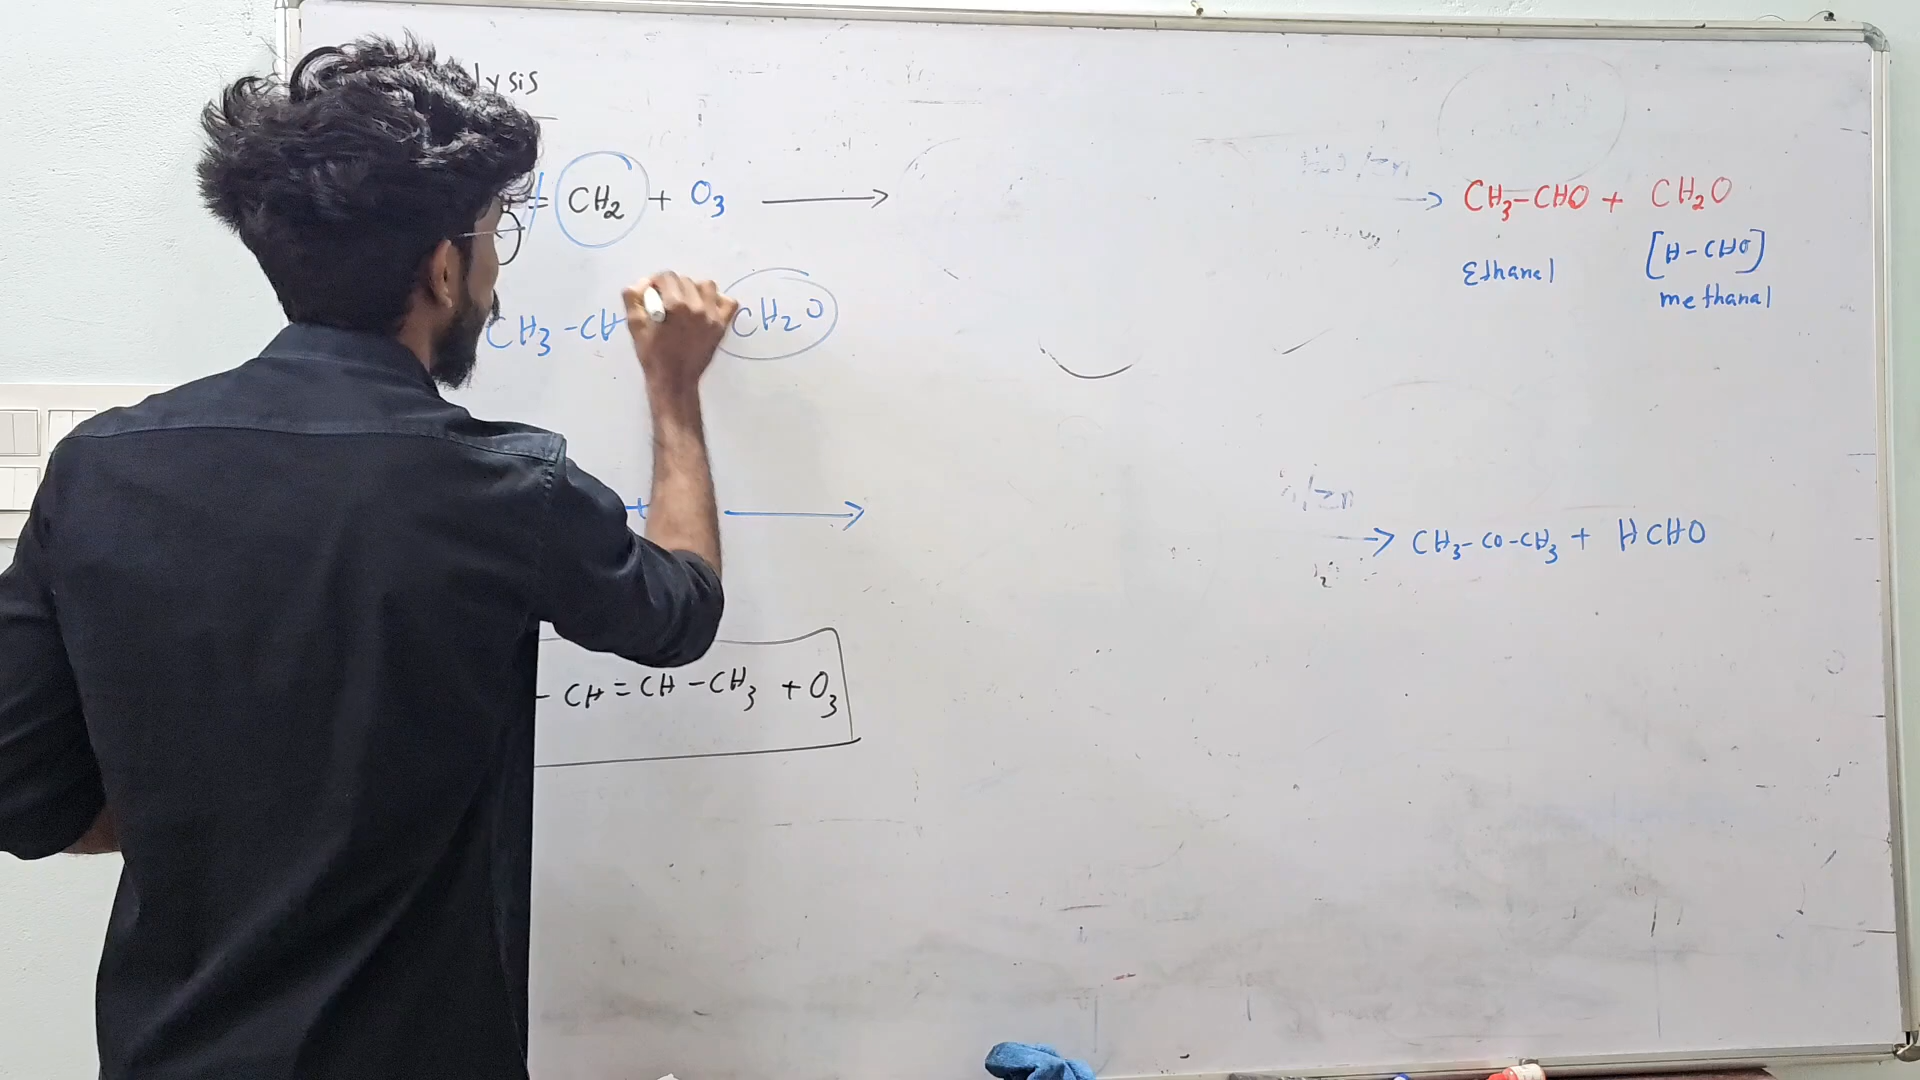 lysis
= CH2 + O3 ⟶
→ CH3-CHO + CH2O
[H-CHO]
Ethanal
methanal
CH3-CH CH2O
+ ⟶
→ CH3-CO-CH3 + HCHO
- CH=CH-CH3 + O3